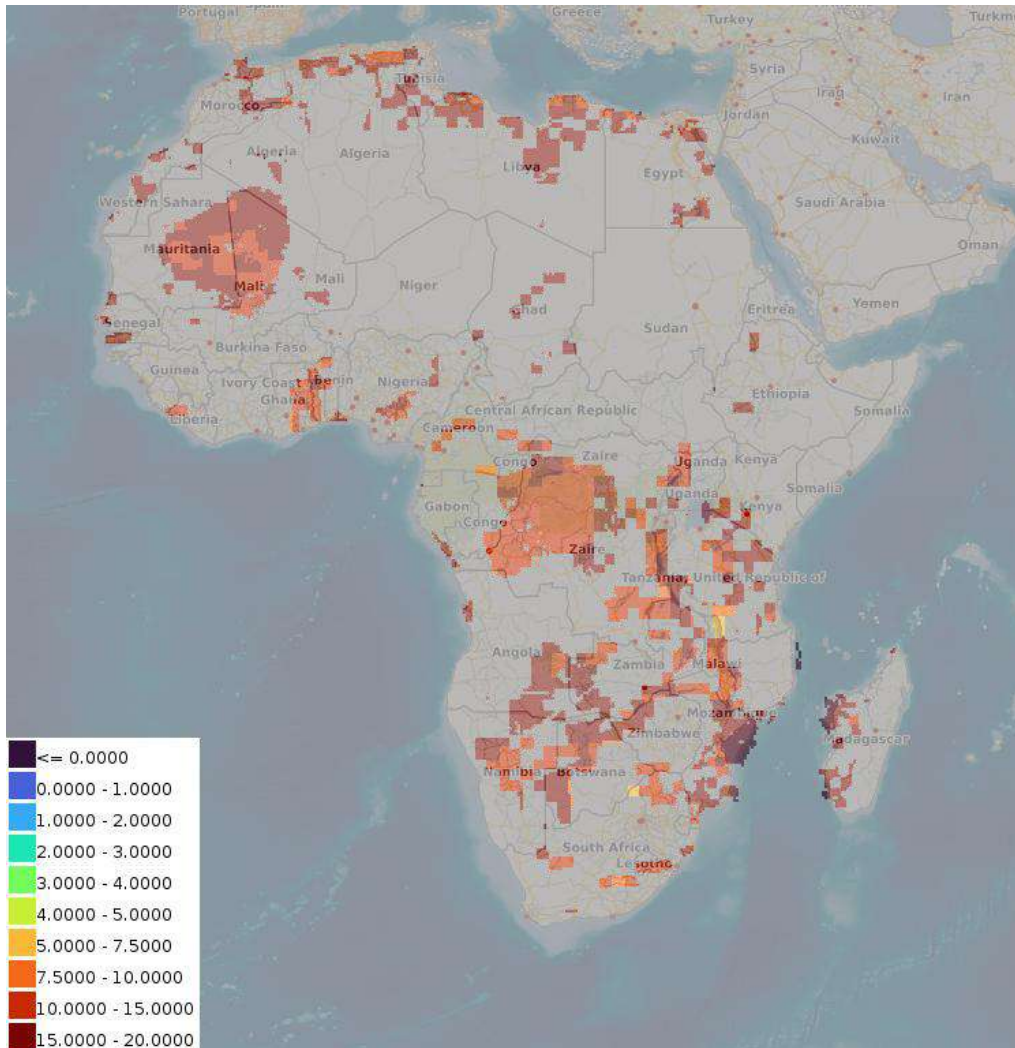 Portugal
Spain
Greece
Turkey
Turkm
Tunisia
Syria
Iraq
Iran
Morocco
Jordan
Kuwait
Algeria
Algeria
Libya
Egypt
Western Sahara
Saudi Arabia
Mauritania
Oman
Mali
Mali
Niger
Chad
Sudan
Eritrea
Yemen
Senegal
Burkina Faso
Guinea
Ivory Coast
Benin
Nigeria
Ghana
Ethiopia
Liberia
Central African Republic
Somalia
Cameroon
Congo
Zaire
Uganda
Kenya
Gabon
Uganda
Somalia
Congo
Kenya
Zaire
Tanzania, United Republic of
Angola
Zambia
Malawi
Mozambique
Zimbabwe
Madagascar
Namibia
Botswana
South Africa
Lesotho
<= 0.0000
0.0000 - 1.0000
1.0000 - 2.0000
2.0000 - 3.0000
3.0000 - 4.0000
4.0000 - 5.0000
5.0000 - 7.5000
7.5000 - 10.0000
10.0000 - 15.0000
15.0000 - 20.0000